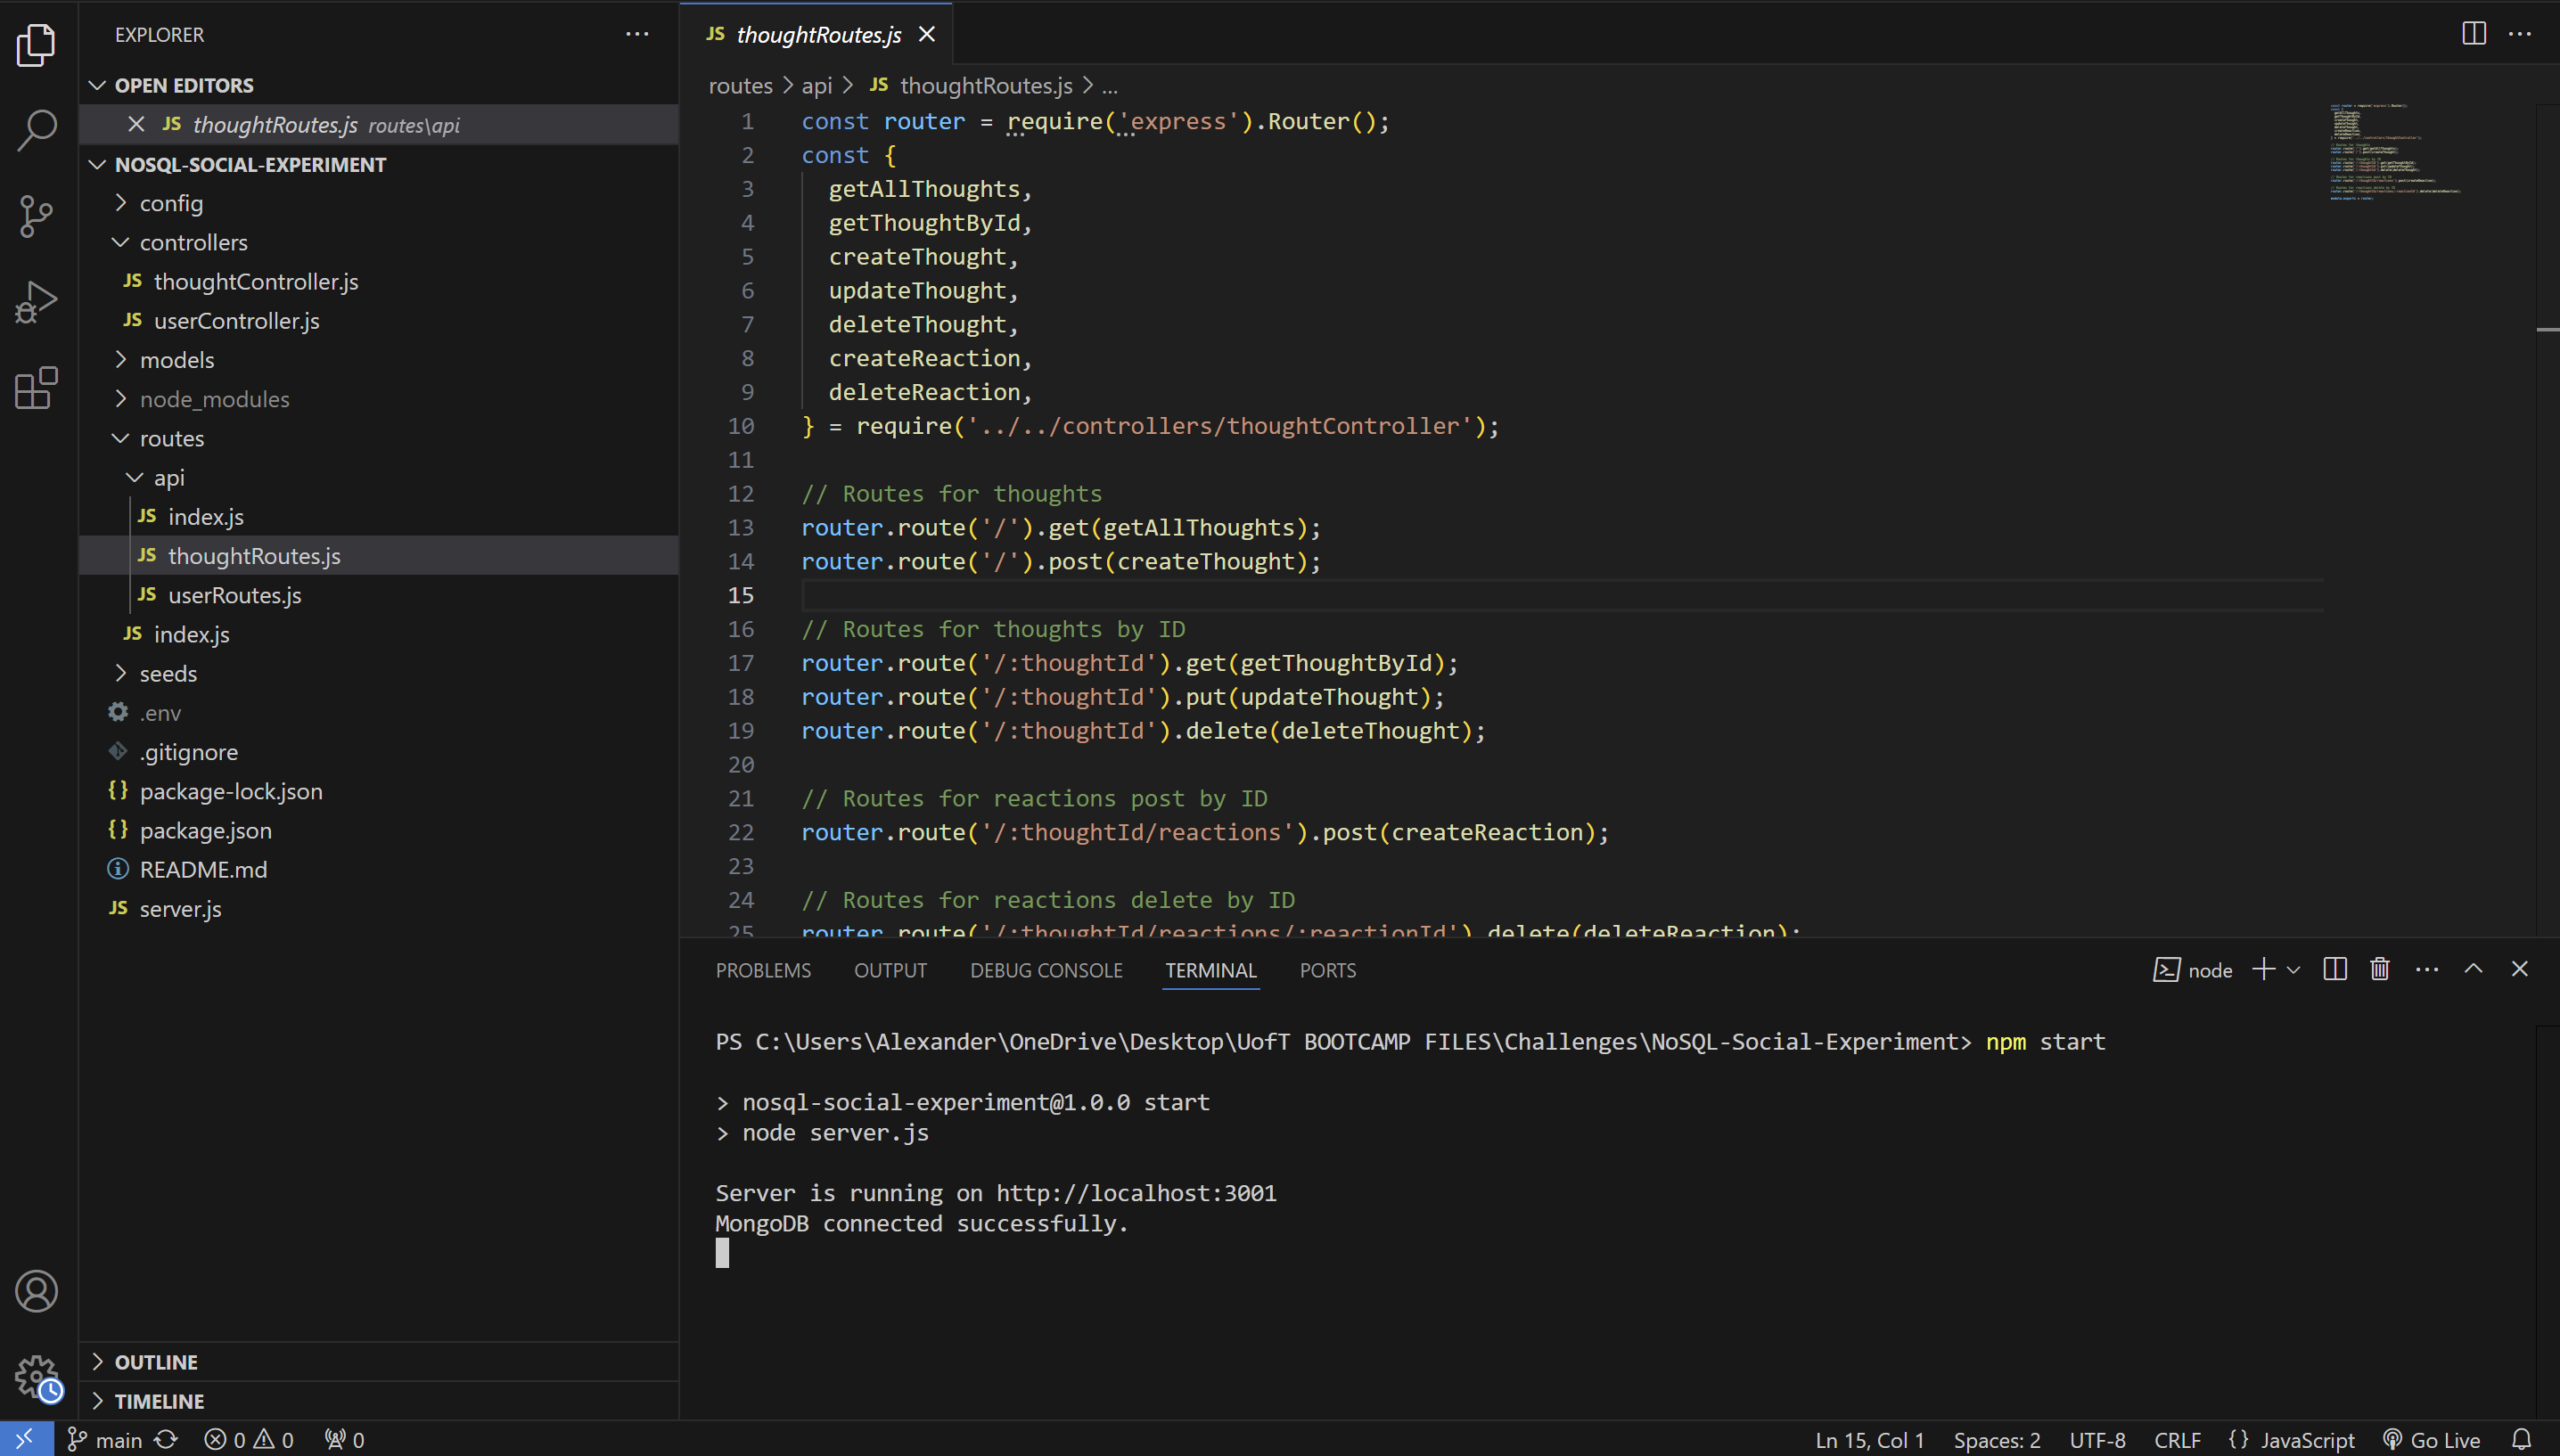 EXPLORER
OPEN EDITORS
JS thoughtRoutes.js routes\api
NOSQL-SOCIAL-EXPERIMENT
config
controllers
JS thoughtController.js
JS userController.js
models
node_modules
routes
api
JS index.js
JS thoughtRoutes.js
JS userRoutes.js
JS index.js
seeds
.env
.gitignore
{} package-lock.json
{} package.json
README.md
JS server.js
OUTLINE
TIMELINE
JS thoughtRoutes.js
routes > api > JS thoughtRoutes.js > ...
1 const router = require('express').Router();
2 const {
3 getAllThoughts,
4 getThoughtById,
5 createThought,
6 updateThought,
7 deleteThought,
8 createReaction,
9 deleteReaction,
10 } = require('../../controllers/thoughtController');
11
12 // Routes for thoughts
13 router.route('/').get(getAllThoughts);
14 router.route('/').post(createThought);
15
16 // Routes for thoughts by ID
17 router.route('/:thoughtId').get(getThoughtById);
18 router.route('/:thoughtId').put(updateThought);
19 router.route('/:thoughtId').delete(deleteThought);
20
21 // Routes for reactions post by ID
22 router.route('/:thoughtId/reactions').post(createReaction);
23
24 // Routes for reactions delete by ID
25 router.route('/:thoughtId/reactions/:reactionId').delete(deleteReaction);
PROBLEMS OUTPUT DEBUG CONSOLE TERMINAL PORTS
node
PS C:\Users\Alexander\OneDrive\Desktop\UofT BOOTCAMP FILES\Challenges\NoSQL-Social-Experiment> npm start
> nosql-social-experiment@1.0.0 start
> node server.js
Server is running on http://localhost:3001
MongoDB connected successfully.
main 0 0 0
Ln 15, Col 1 Spaces: 2 UTF-8 CRLF {} JavaScript Go Live